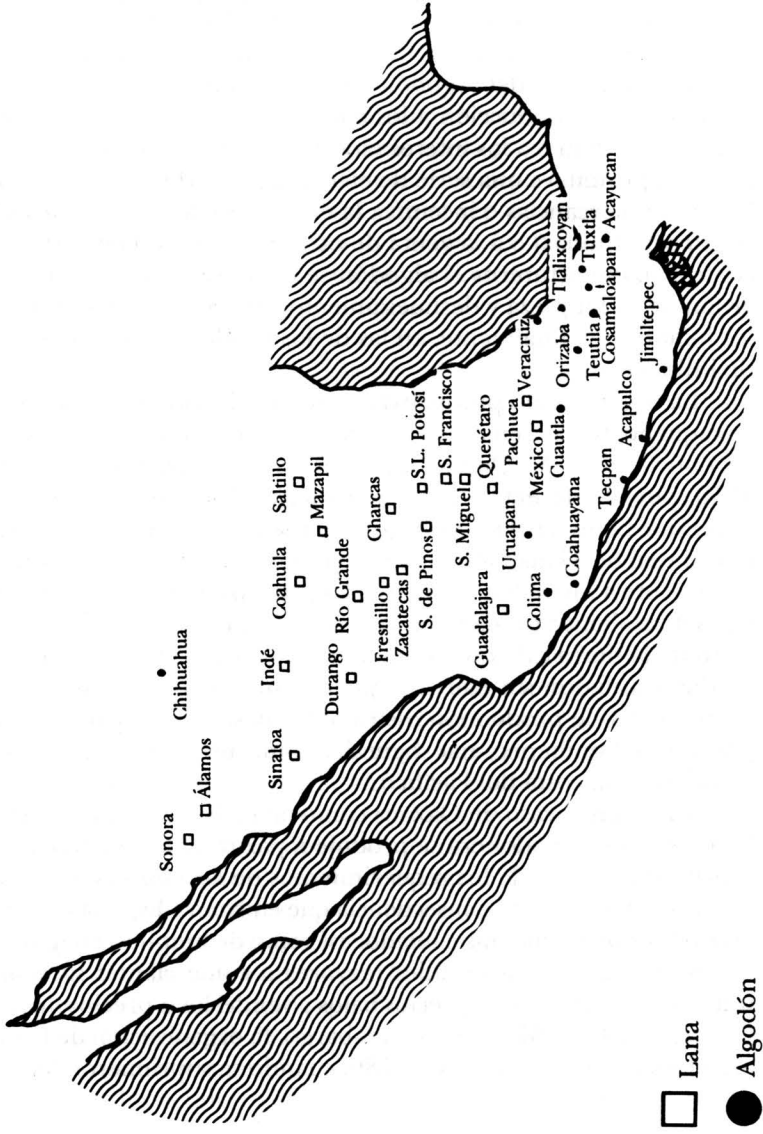 Sonora
Álamos
Chihuahua
Sinaloa
Indé
Durango
Coahuila
Saltillo
Mazapil
Río Grande
Fresnillo
Zacatecas
Charcas
S. de Pinos
S.L. Potosí
S. Francisco
S. Miguel
Querétaro
Guadalajara
Uruapan
Pachuca
México
Veracruz
Colima
Coahuayana
Cuautla
Orizaba
Tlalixcoyan
Teutila
Cosamaloapan
Tuxtla
Acayucan
Tecpan
Acapulco
Jimiltepec
Lana
Algodón